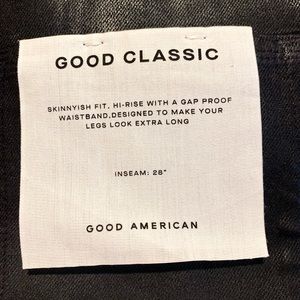 GOOD CLASSIC
SKINNYISH FIT, HI-RISE WITH A GAP PROOF
WAISTBAND.DESIGNED TO MAKE YOUR
LEGS LOOK EXTRA LONG
INSEAM: 28"
GOOD AMERICAN